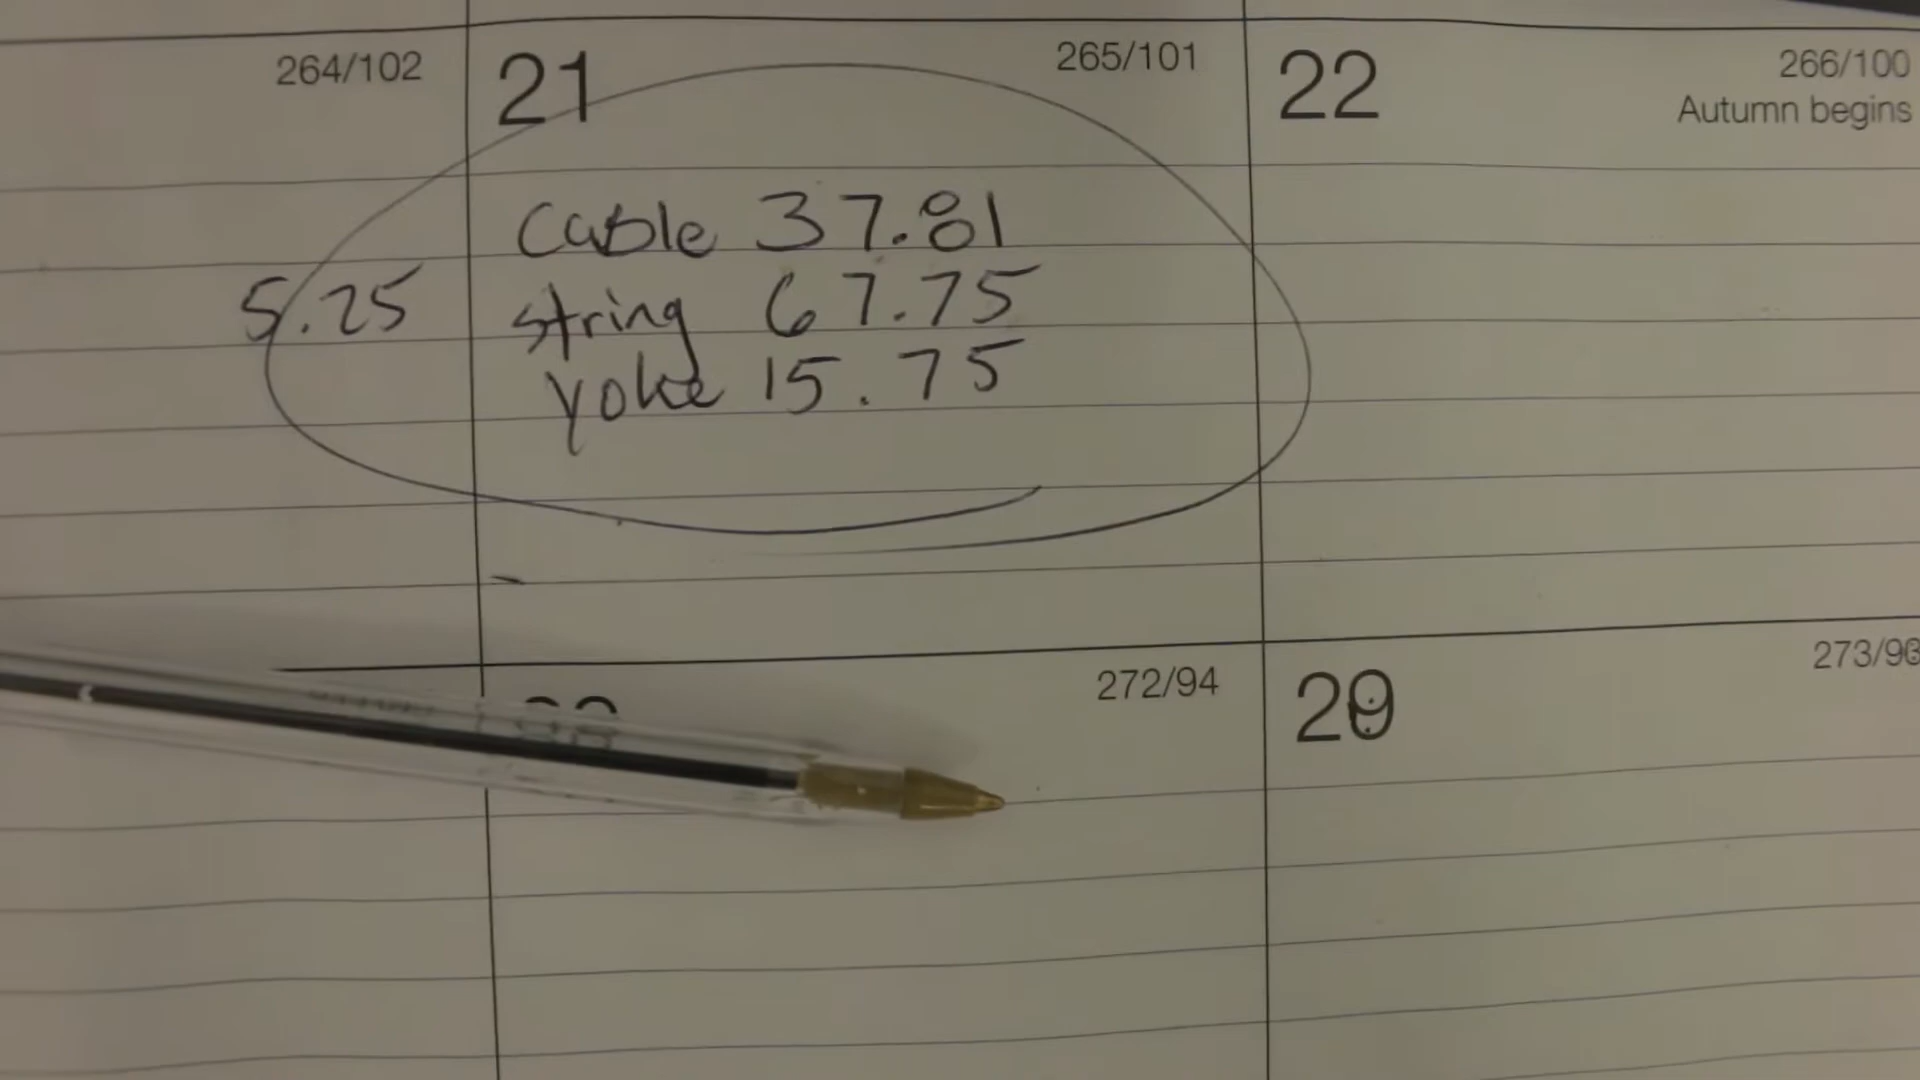 264/102
21
265/101
22
266/100
Autumn begins
Cable 37.81
5.25
string 67.75
yoke 15.75
272/94
273/93